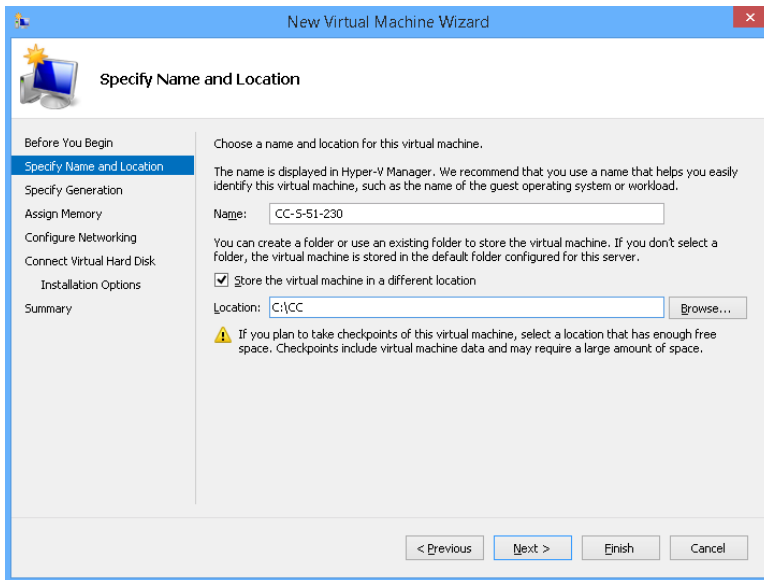 New Virtual Machine Wizard
Specify Name and Location
Before You Begin
Specify Name and Location
Specify Generation
Assign Memory
Configure Networking
Connect Virtual Hard Disk
Installation Options
Summary
Choose a name and location for this virtual machine.
The name is displayed in Hyper-V Manager. We recommend that you use a name that helps you easily
identify this virtual machine, such as the name of the guest operating system or workload.
Name: CC-S-51-230
You can create a folder or use an existing folder to store the virtual machine. If you don't select a
folder, the virtual machine is stored in the default folder configured for this server.
Store the virtual machine in a different location
Location: C:\CC Browse...
If you plan to take checkpoints of this virtual machine, select a location that has enough free
space. Checkpoints include virtual machine data and may require a large amount of space.
< Previous Next > Finish Cancel